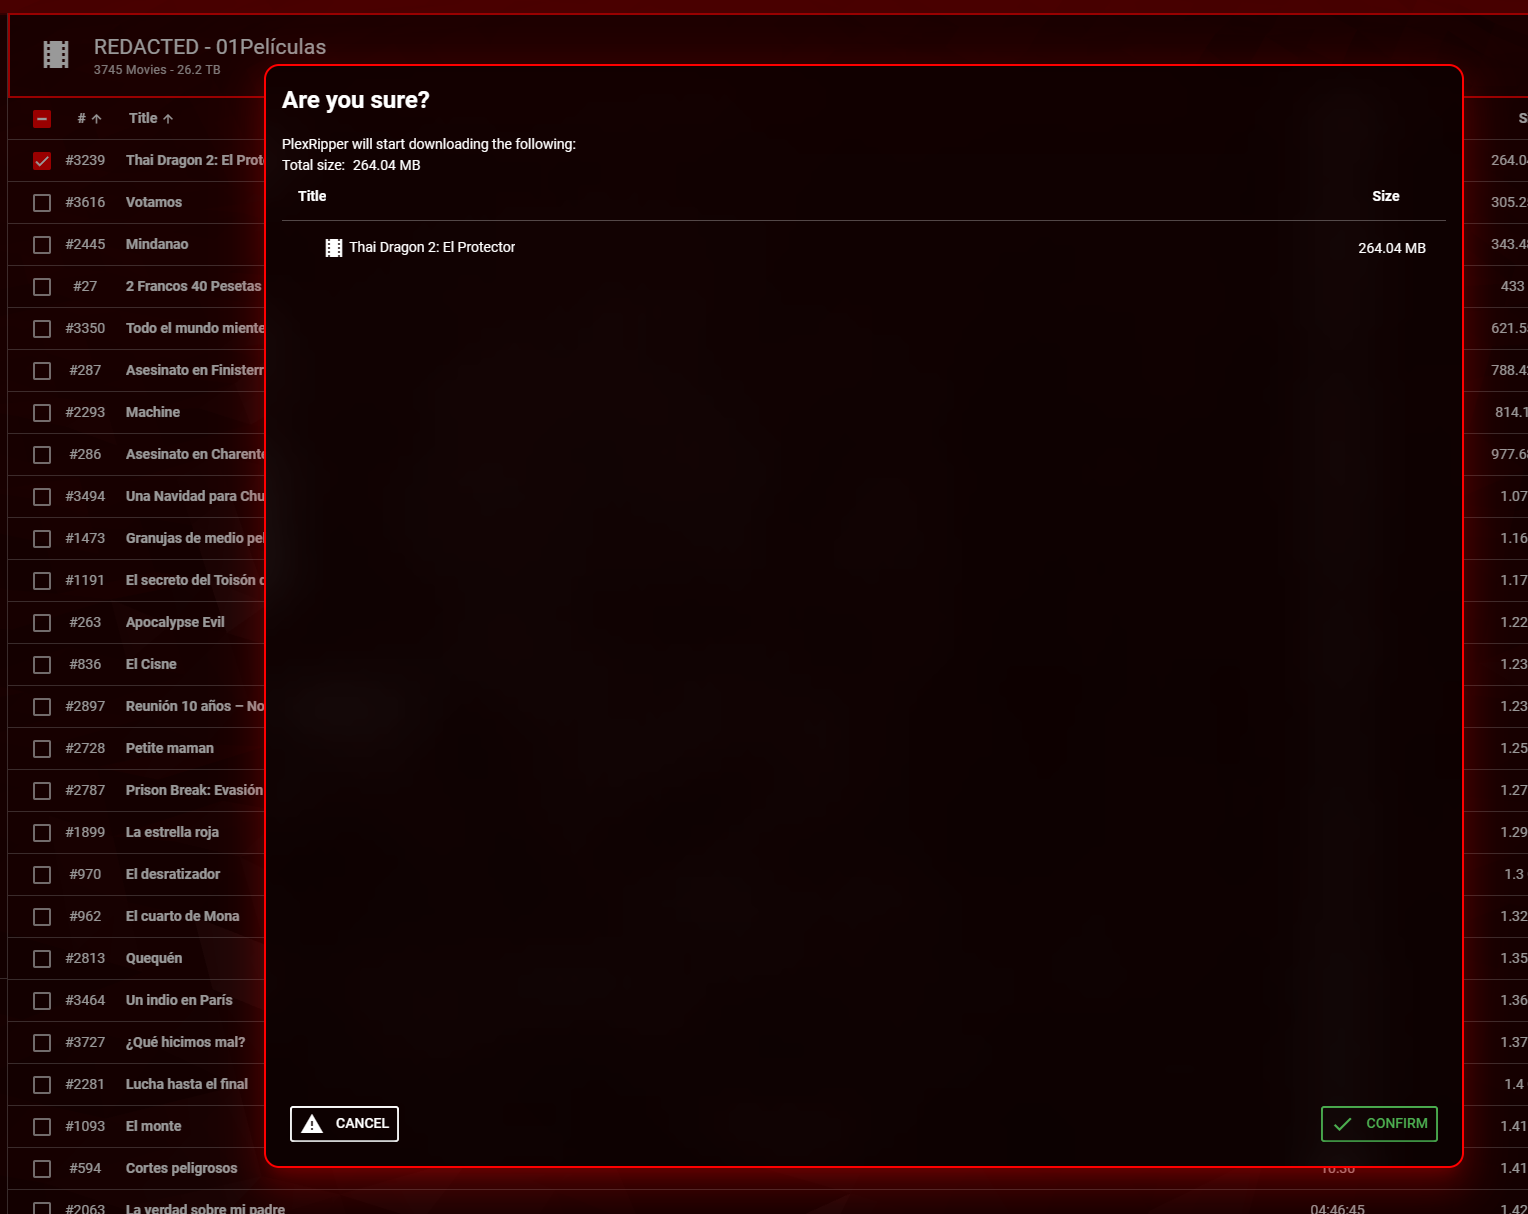 REDACTED - 01Películas
3745 Movies - 26.2 TB
Are you sure?
PlexRipper will start downloading the following:
Total size: 264.04 MB
Title Size
Thai Dragon 2: El Protector 264.04 MB
CANCEL CONFIRM
# Title
#3239 Thai Dragon 2: El Prot 264.0
#3616 Votamos 305.2
#2445 Mindanao 343.4
#27 2 Francos 40 Pesetas 433
#3350 Todo el mundo miente 621.5
#287 Asesinato en Finisterr 788.4
#2293 Machine 814.1
#286 Asesinato en Charent 977.6
#3494 Una Navidad para Chu 1.07
#1473 Granujas de medio pe 1.16
#1191 El secreto del Toisón 1.17
#263 Apocalypse Evil 1.22
#836 El Cisne 1.23
#2897 Reunión 10 años – No 1.23
#2728 Petite maman 1.25
#2787 Prison Break: Evasión 1.27
#1899 La estrella roja 1.29
#970 El desratizador 1.3
#962 El cuarto de Mona 1.32
#2813 Quequén 1.35
#3464 Un indio en París 1.36
#3727 ¿Qué hicimos mal? 1.37
#2281 Lucha hasta el final 1.4
#1093 El monte 1.41
#594 Cortes peligrosos 1.41
#2063 La verdad sobre mi padre 04:46:45 1.42